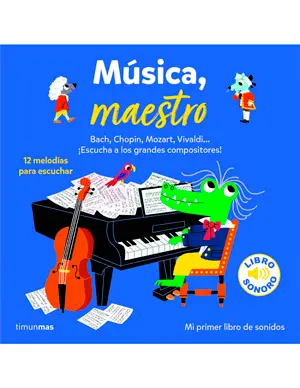 Música,
maestro
Bach, Chopin, Mozart, Vivaldi...
¡Escucha a los grandes compositores!
12 melodías
para escuchar
LIBRO
SONORO
timunmas
Mi primer libro de sonidos